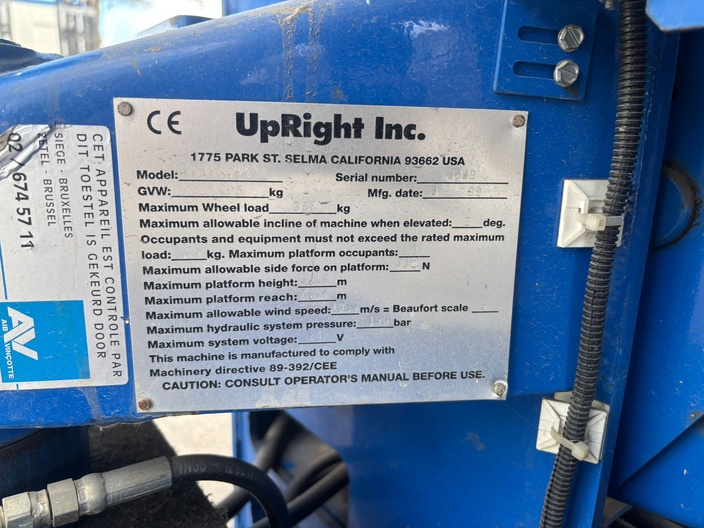 CE
UpRight Inc.
1775 PARK ST. SELMA CALIFORNIA 93662 USA
Model: Serial number:
GVW: kg Mfg. date: 99
Maximum Wheel load kg
Maximum allowable incline of machine when elevated: deg.
Occupants and equipment must not exceed the rated maximum
load: kg. Maximum platform occupants:
Maximum allowable side force on platform: N
Maximum platform height: m
Maximum platform reach: m
Maximum allowable wind speed: m/s = Beaufort scale
Maximum hydraulic system pressure: bar
Maximum system voltage: V
This machine is manufactured to comply with
Machinery directive 89-392/CEE
CAUTION: CONSULT OPERATOR'S MANUAL BEFORE USE.
CET APPAREIL EST CONTROLE PAR
DIT TOESTEL IS GEKEURD DOOR
SIEGE - BRUXELLES
ZETEL - BRUSSEL
02 / 674 57 11
AV
AIB VINÇOTTE